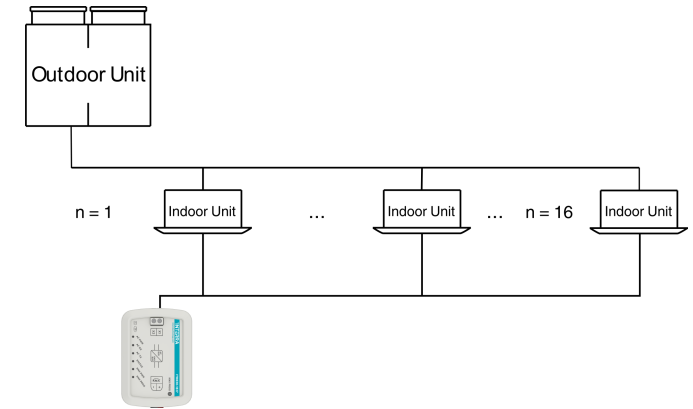 Outdoor Unit
n = 1
Indoor Unit
...
Indoor Unit
...
n = 16
Indoor Unit